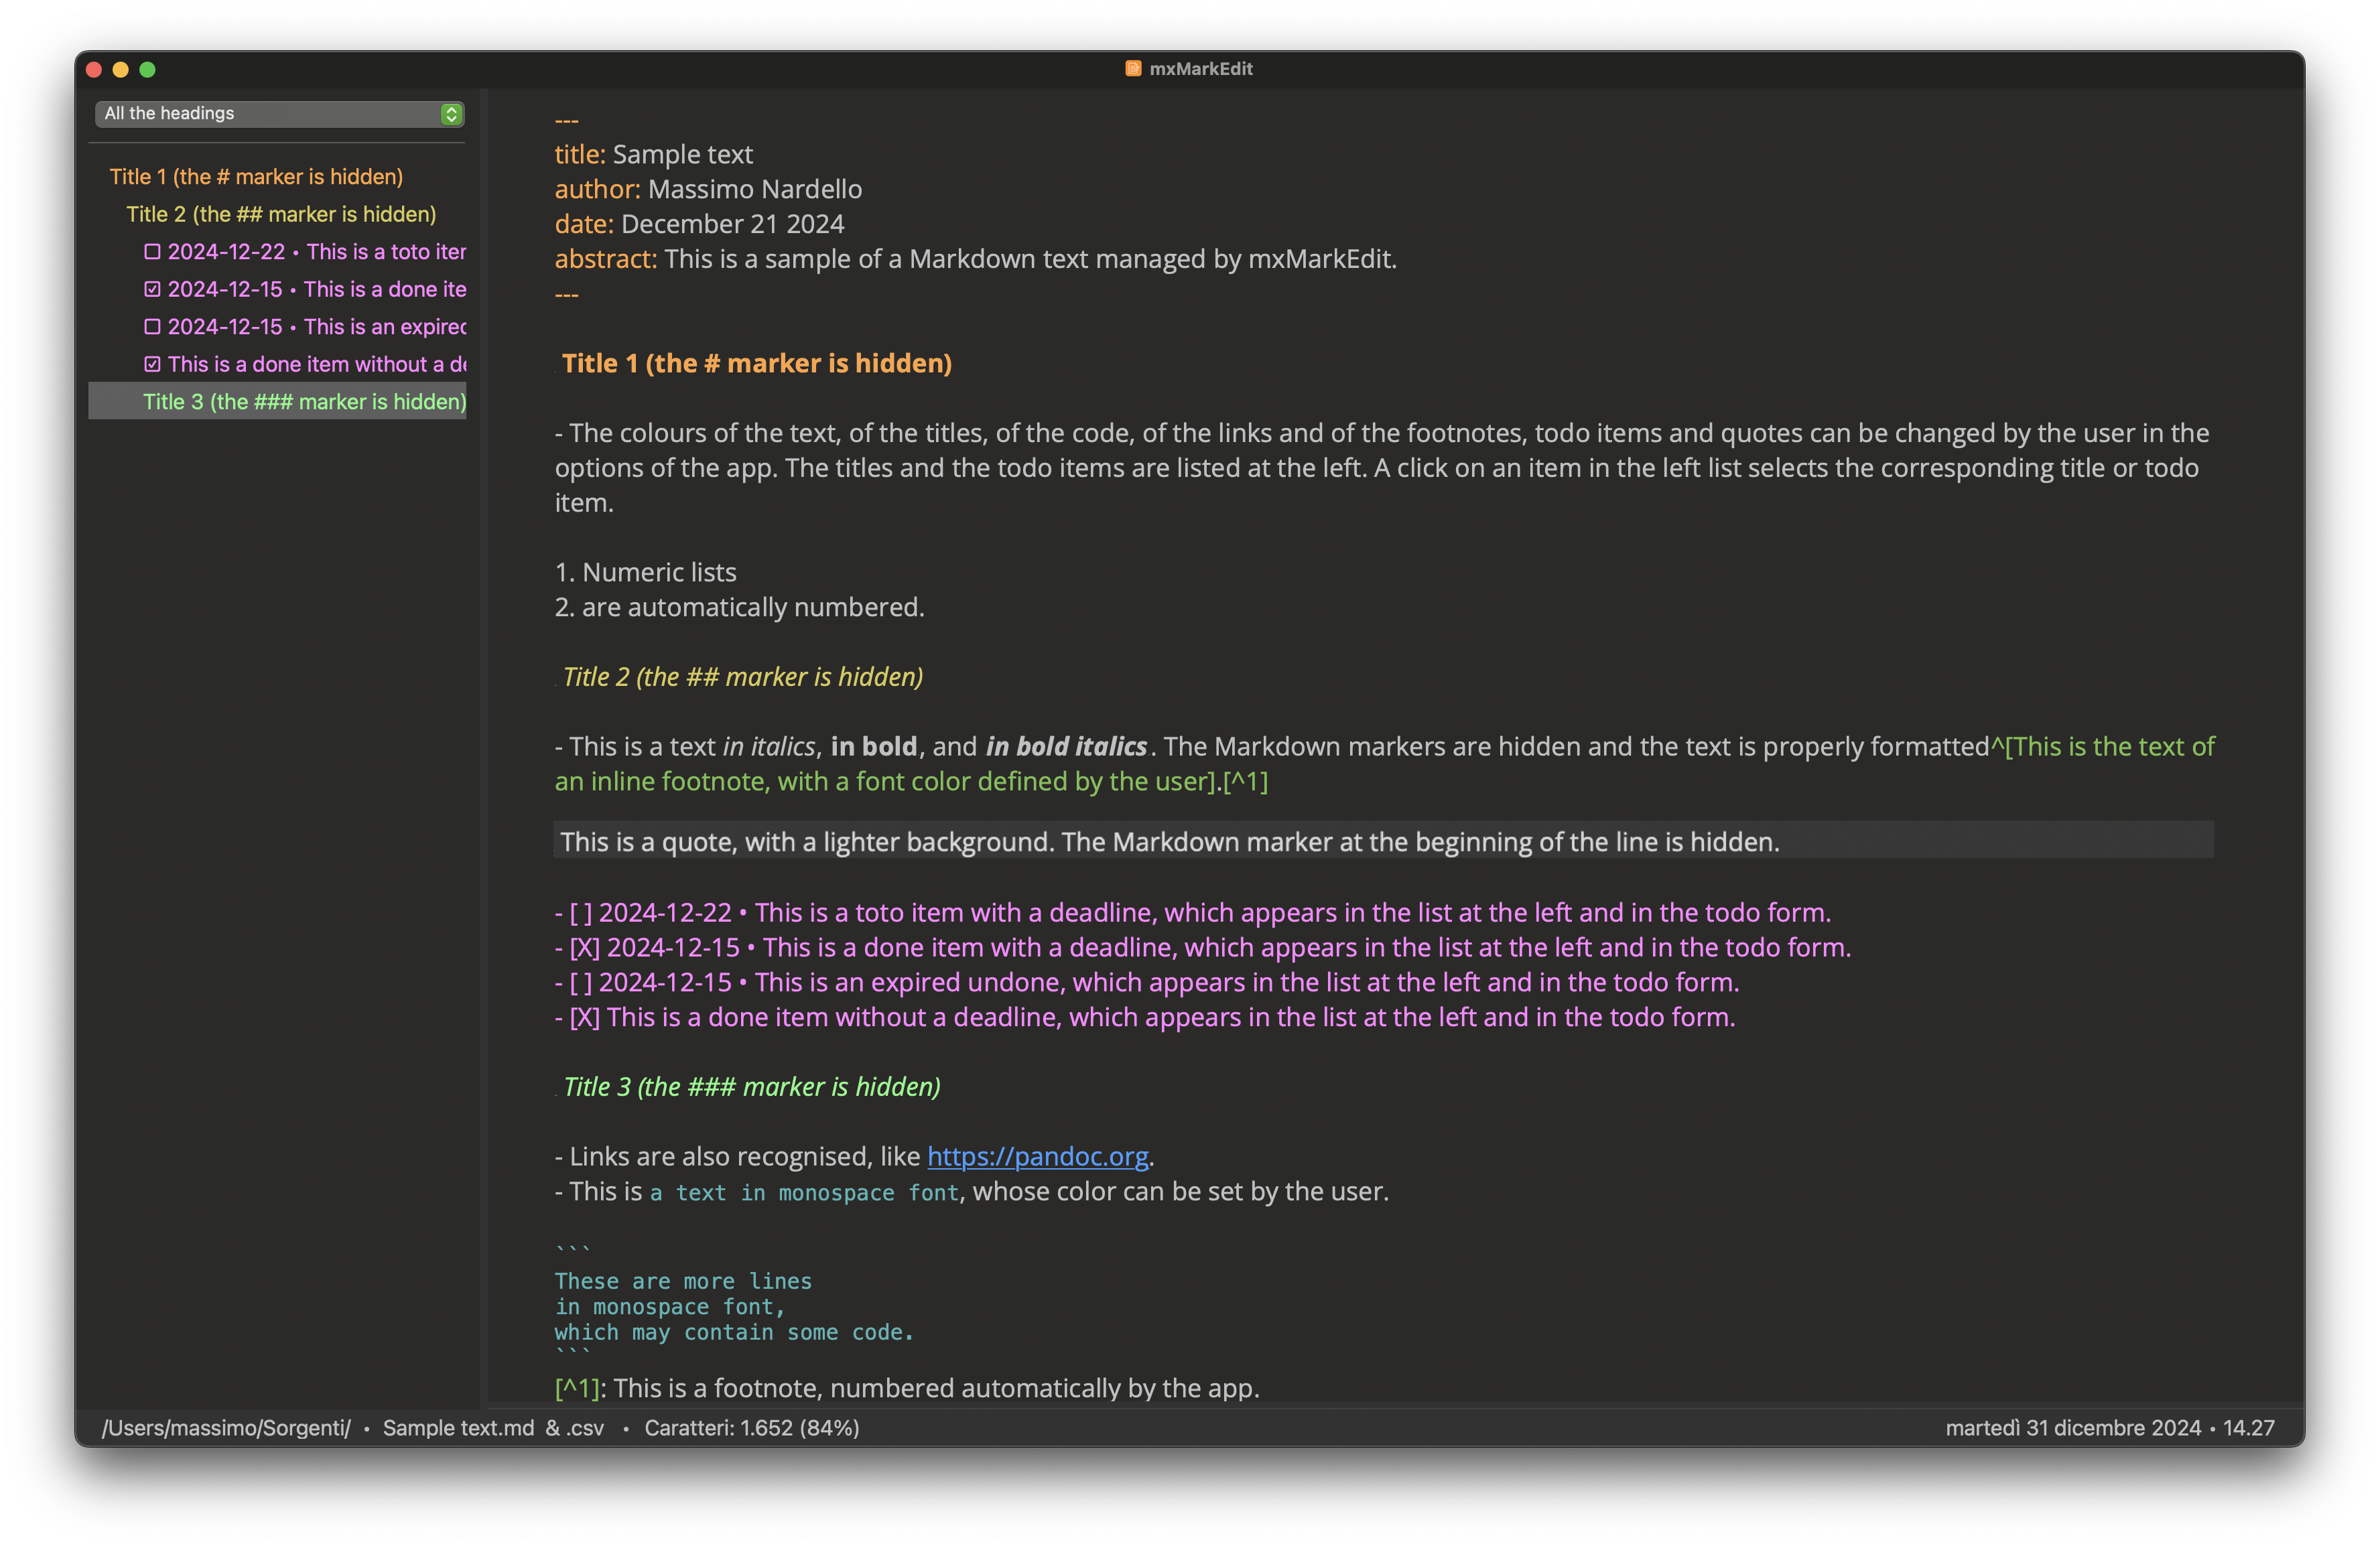 mxMarkEdit
All the headings
Title 1 (the # marker is hidden)
Title 2 (the ## marker is hidden)
2024-12-22 • This is a toto iter
2024-12-15 • This is a done ite
2024-12-15 • This is an expired
This is a done item without a de
Title 3 (the ### marker is hidden)
---
title: Sample text
author: Massimo Nardello
date: December 21 2024
abstract: This is a sample of a Markdown text managed by mxMarkEdit.
---
Title 1 (the # marker is hidden)
- The colours of the text, of the titles, of the code, of the links and of the footnotes, todo items and quotes can be changed by the user in the
options of the app. The titles and the todo items are listed at the left. A click on an item in the left list selects the corresponding title or todo
item.
1. Numeric lists
2. are automatically numbered.
Title 2 (the ## marker is hidden)
- This is a text in italics, in bold, and in bold italics. The Markdown markers are hidden and the text is properly formatted^[This is the text of
an inline footnote, with a font color defined by the user].[^1]
This is a quote, with a lighter background. The Markdown marker at the beginning of the line is hidden.
- [ ] 2024-12-22 • This is a toto item with a deadline, which appears in the list at the left and in the todo form.
- [X] 2024-12-15 • This is a done item with a deadline, which appears in the list at the left and in the todo form.
- [ ] 2024-12-15 • This is an expired undone, which appears in the list at the left and in the todo form.
- [X] This is a done item without a deadline, which appears in the list at the left and in the todo form.
Title 3 (the ### marker is hidden)
- Links are also recognised, like https://pandoc.org.
- This is a text in monospace font, whose color can be set by the user.
```
These are more lines
in monospace font,
which may contain some code.
```
[^1]: This is a footnote, numbered automatically by the app.
/Users/massimo/Sorgenti/ • Sample text.md & .csv • Caratteri: 1.652 (84%)
martedì 31 dicembre 2024 • 14.27